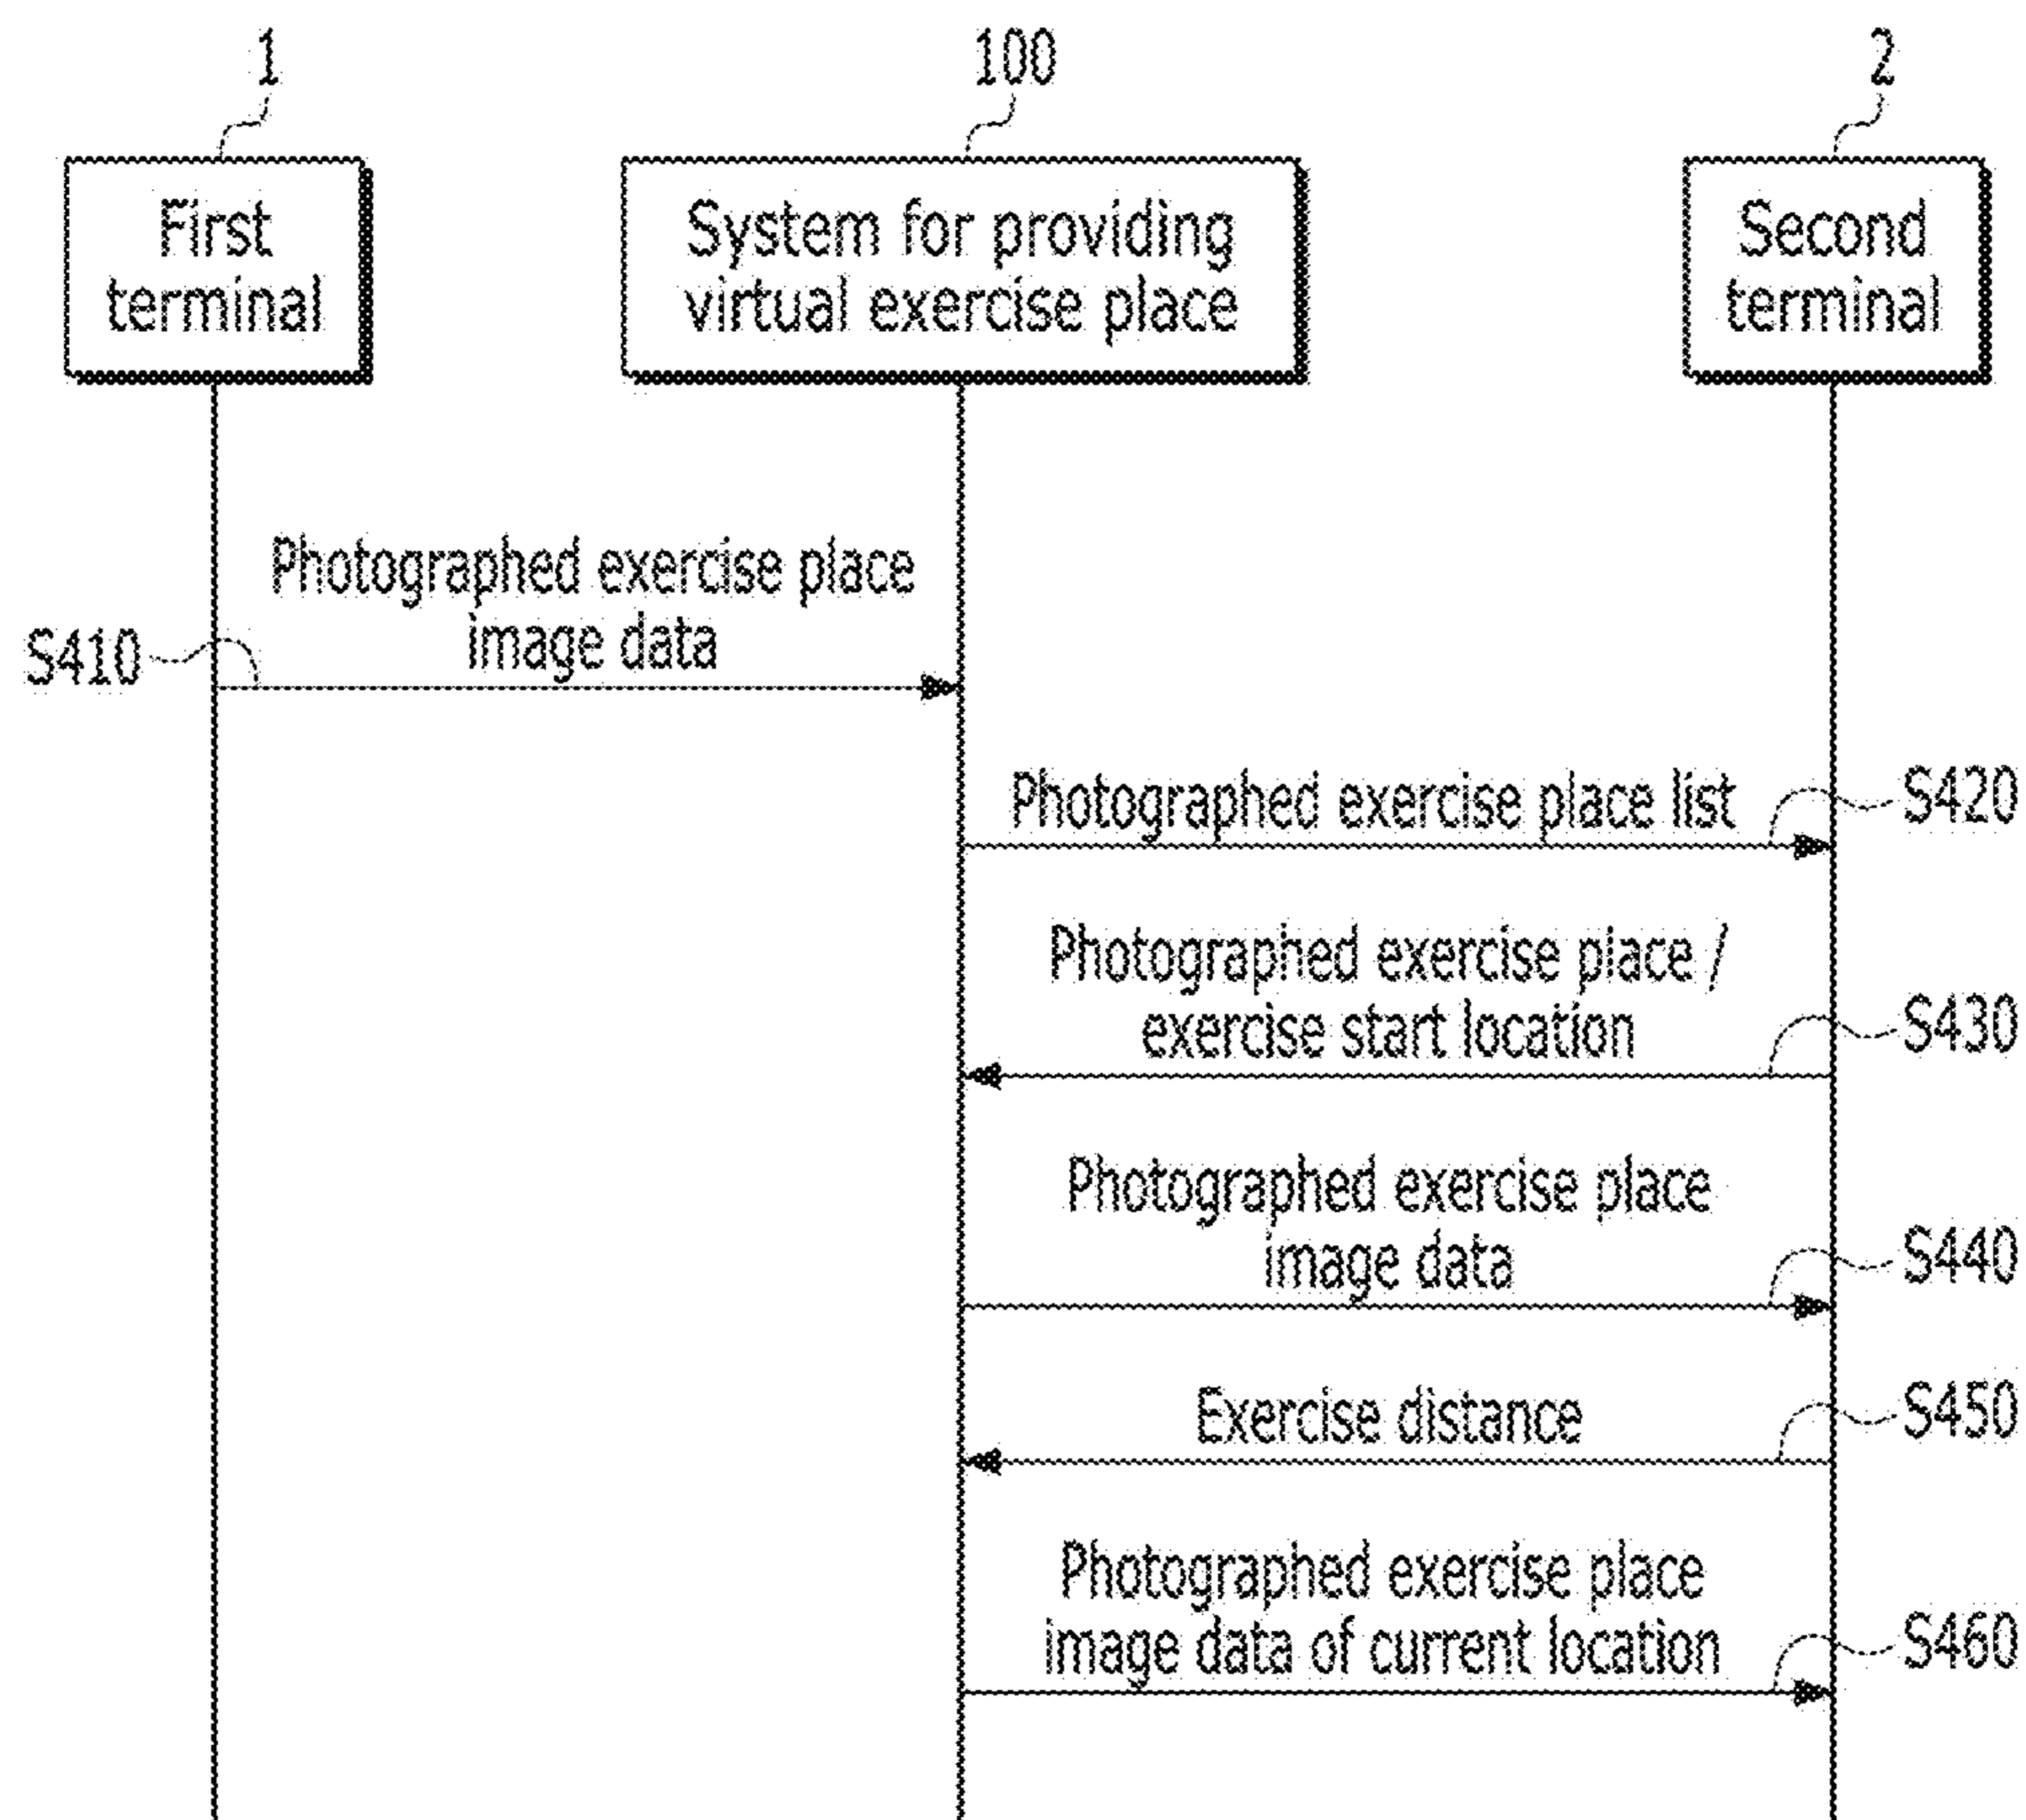 1
100
2
First
terminal
System for providing
virtual exercise place
Second
terminal
Photographed exercise place
image data
S410
Photographed exercise place list
S420
Photographed exercise place /
exercise start location
S430
Photographed exercise place
image data
S440
Exercise distance
S450
Photographed exercise place
image data of current location
S460